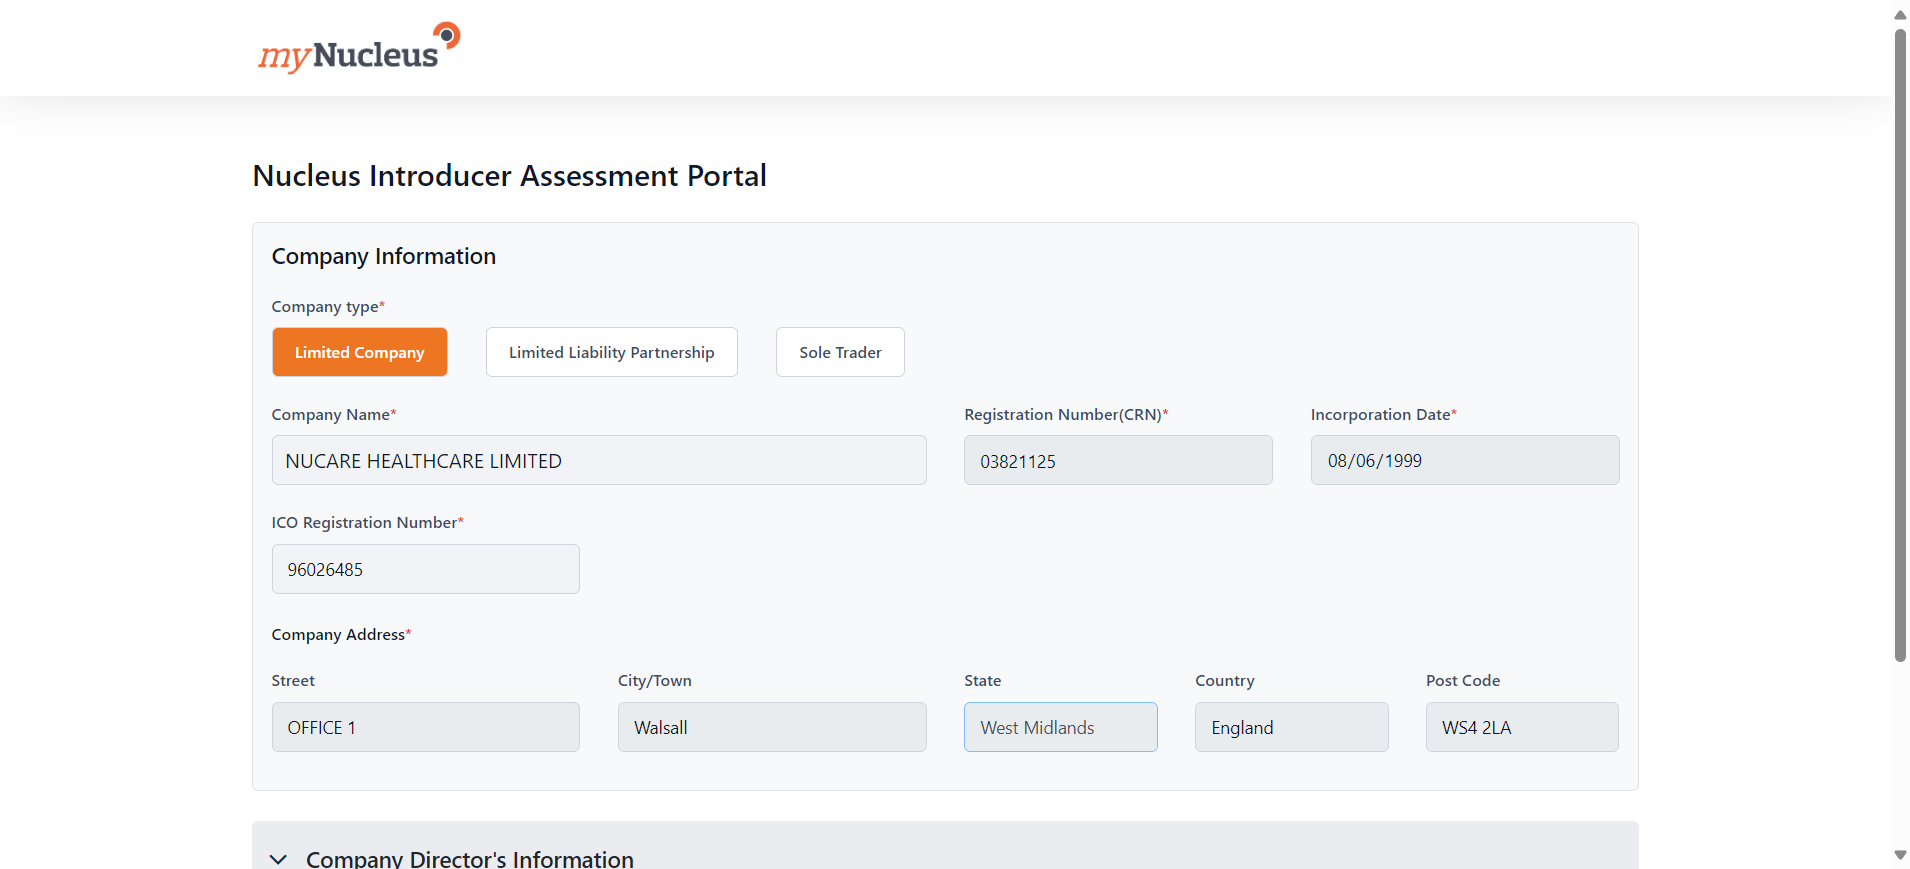 myNucleus
Nucleus Introducer Assessment Portal
Company Information
Company type*
Limited Company Limited Liability Partnership Sole Trader
Company Name* Registration Number(CRN)* Incorporation Date*
NUCARE HEALTHCARE LIMITED 03821125 08/06/1999
ICO Registration Number*
96026485
Company Address*
Street City/Town State Country Post Code
OFFICE 1 Walsall West Midlands England WS4 2LA
Company Director's Information